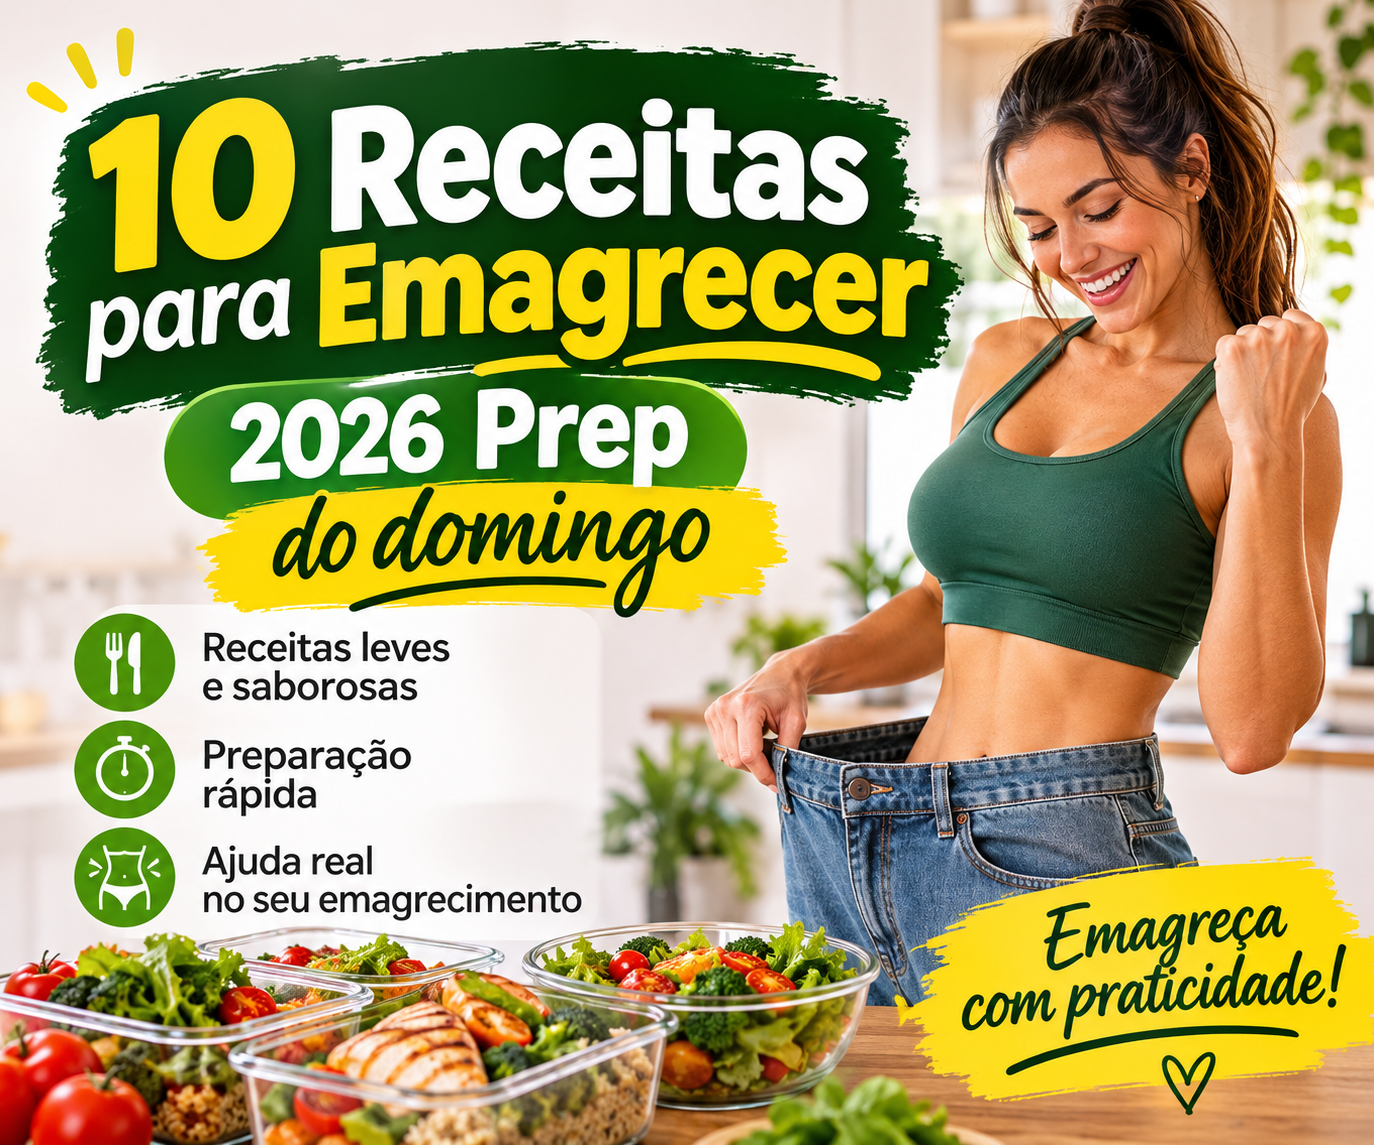 10 Receitas
para Emagrecer
2026 Prep
do domingo
Receitas leves
e saborosas
Preparação
rápida
Ajuda real
no seu emagrecimento
Emagreça
com praticidade!